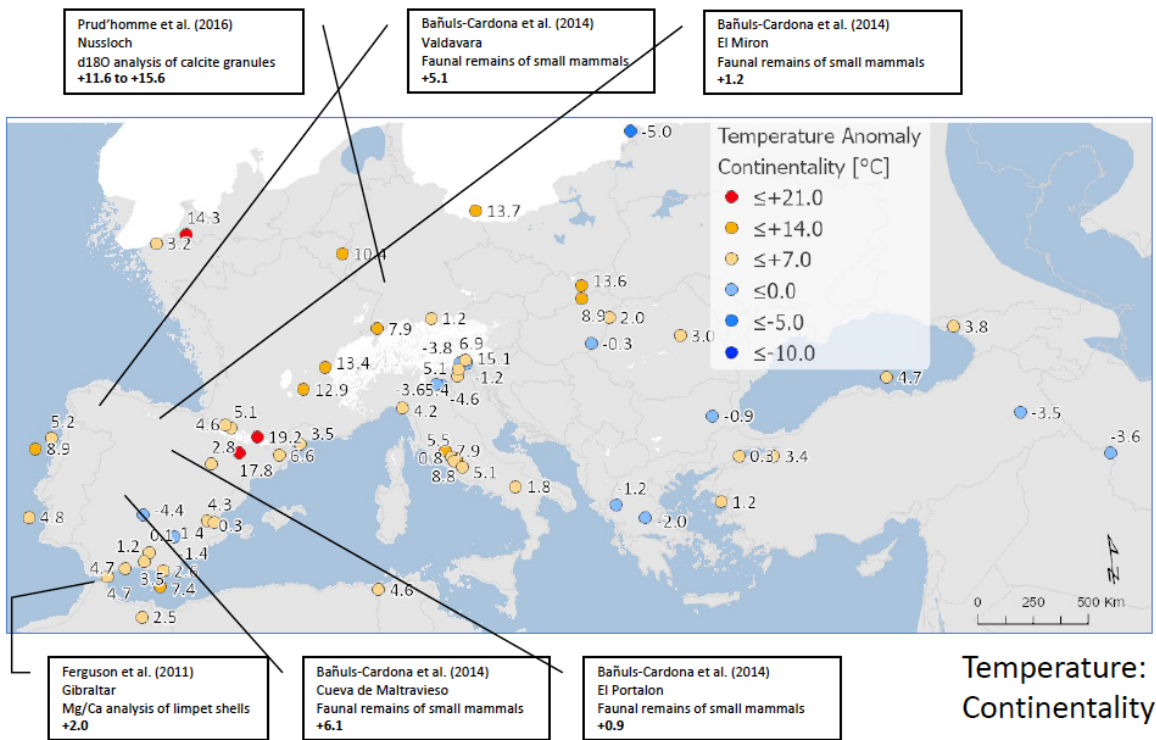 Prud'homme et al. (2016)
Nussloch
d18O analysis of calcite granules
+11.6 to +15.6
Bañuls-Cardona et al. (2014)
Valdavara
Faunal remains of small mammals
+5.1
Bañuls-Cardona et al. (2014)
El Miron
Faunal remains of small mammals
+1.2
Temperature Anomaly
Continentality [°C]
≤+21.0
≤+14.0
≤+7.0
≤0.0
≤-5.0
≤-10.0
-5.0
14.3
3.2
13.7
10.4
13.6
8.9
2.0
-0.3
3.0
3.8
4.7
1.2
7.9
13.4
12.9
-3.8
6.9
15.1
5.1
-1.2
-3.6
5.4
-4.6
4.2
-0.9
-3.5
-3.6
5.2
8.9
4.6
5.1
19.2
3.5
2.8
17.8
6.6
5.5
7.9
0.8
8.8
5.1
1.8
0.3
3.4
1.2
-1.2
-2.0
4.8
-4.4
4.3
0.3
0.1
1.4
-1.4
1.2
4.7
3.5
2.6
4.7
7.4
4.6
2.5
N
0 250 500 Km
Ferguson et al. (2011)
Gibraltar
Mg/Ca analysis of limpet shells
+2.0
Bañuls-Cardona et al. (2014)
Cueva de Maltravieso
Faunal remains of small mammals
+6.1
Bañuls-Cardona et al. (2014)
El Portalon
Faunal remains of small mammals
+0.9
Temperature:
Continentality